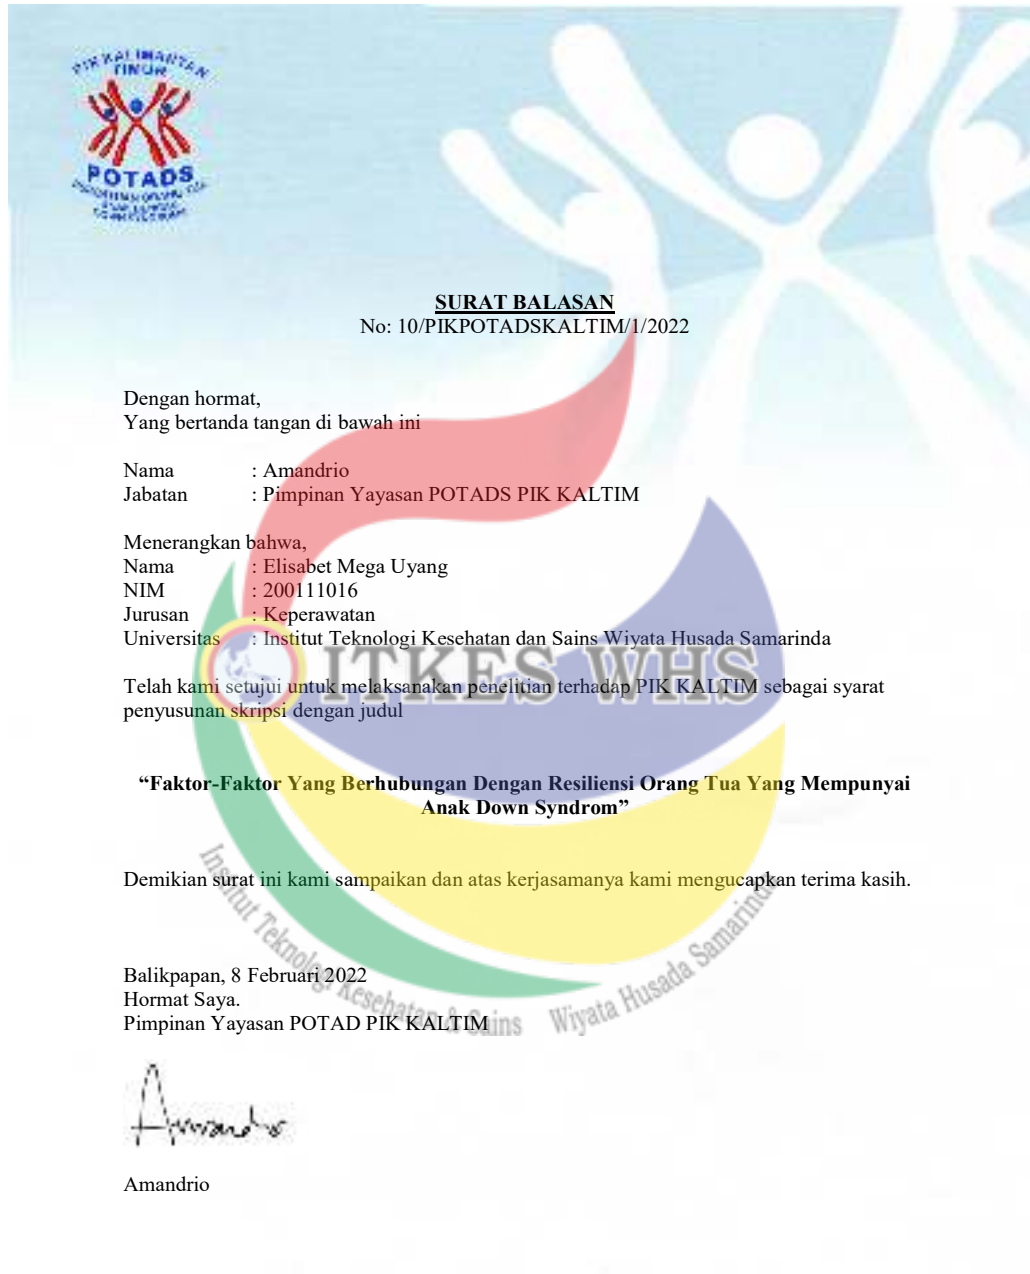 PIK KALIMANTAN
TIMUR
POTADS
SURAT BALASAN
No: 10/PIKPOTADSKALTIM/1/2022
Dengan hormat,
Yang bertanda tangan di bawah ini
Nama : Amandrio
Jabatan : Pimpinan Yayasan POTADS PIK KALTIM
Menerangkan bahwa,
Nama : Elisabet Mega Uyang
NIM : 200111016
Jurusan : Keperawatan
Universitas : Institut Teknologi Kesehatan dan Sains Wiyata Husada Samarinda
ITKES WHS
Telah kami setujui untuk melaksanakan penelitian terhadap PIK KALTIM sebagai syarat
penyusunan skripsi dengan judul
“Faktor-Faktor Yang Berhubungan Dengan Resiliensi Orang Tua Yang Mempunyai
Anak Down Syndrom”
Demikian surat ini kami sampaikan dan atas kerjasamanya kami mengucapkan terima kasih.
Institut Teknologi Kesehatan & Sains Wiyata Husada Samarinda
Balikpapan, 8 Februari 2022
Hormat Saya.
Pimpinan Yayasan POTAD PIK KALTIM
Amandrio